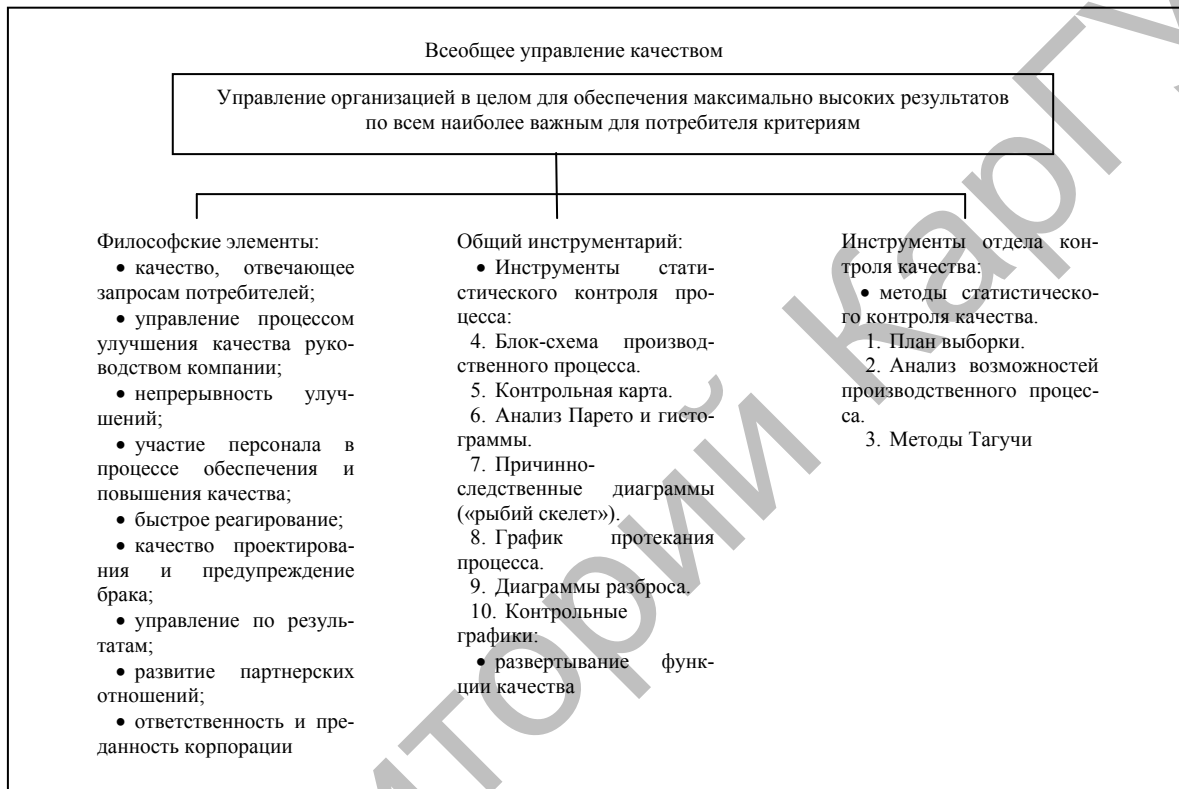 Всеобщее управление качеством
Управление организацией в целом для обеспечения максимально высоких результатов
по всем наиболее важным для потребителя критериям
Философские элементы:
• качество, отвечающее
запросам потребителей;
• управление процессом
улучшения качества руко-
водством компании;
• непрерывность улуч-
шений;
• участие персонала в
процессе обеспечения и
повышения качества;
• быстрое реагирование;
• качество проектирова-
ния и предупреждение
брака;
• управление по резуль-
татам;
• развитие партнерских
отношений;
• ответственность и пре-
данность корпорации
Общий инструментарий:
• Инструменты стати-
стического контроля про-
цесса:
4. Блок-схема производ-
ственного процесса.
5. Контрольная карта.
6. Анализ Парето и гисто-
граммы.
7. Причинно-
следственные диаграммы
(«рыбий скелет»).
8. График протекания
процесса.
9. Диаграммы разброса.
10. Контрольные
графики:
• развертывание функ-
ции качества
Инструменты отдела кон-
троля качества:
• методы статистическо-
го контроля качества.
1. План выборки.
2. Анализ возможностей
производственного процес-
са.
3. Методы Тагучи
иторий КарГУ